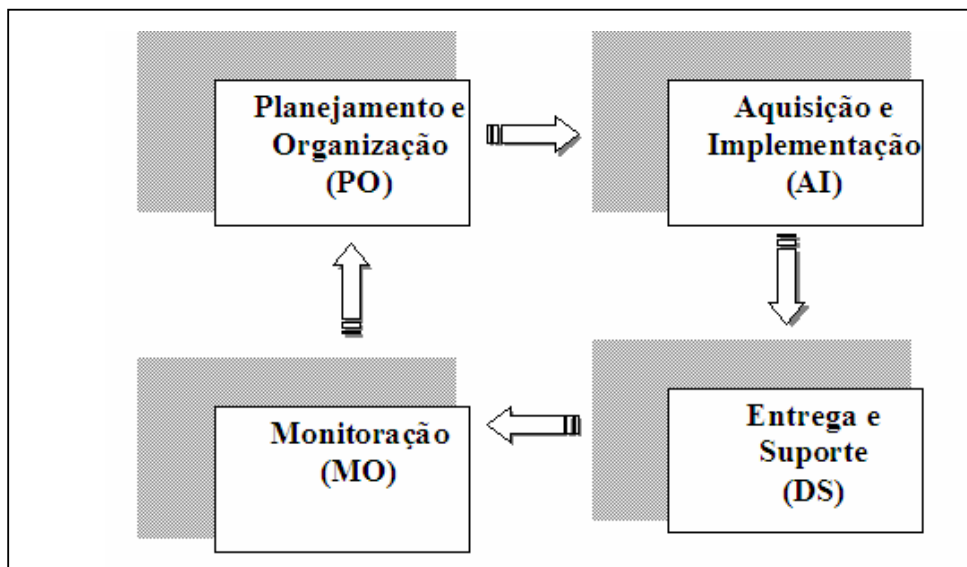 Planejamento e
Organização
(PO)
Aquisição e
Implementação
(AI)
Monitoração
(MO)
Entrega e
Suporte
(DS)